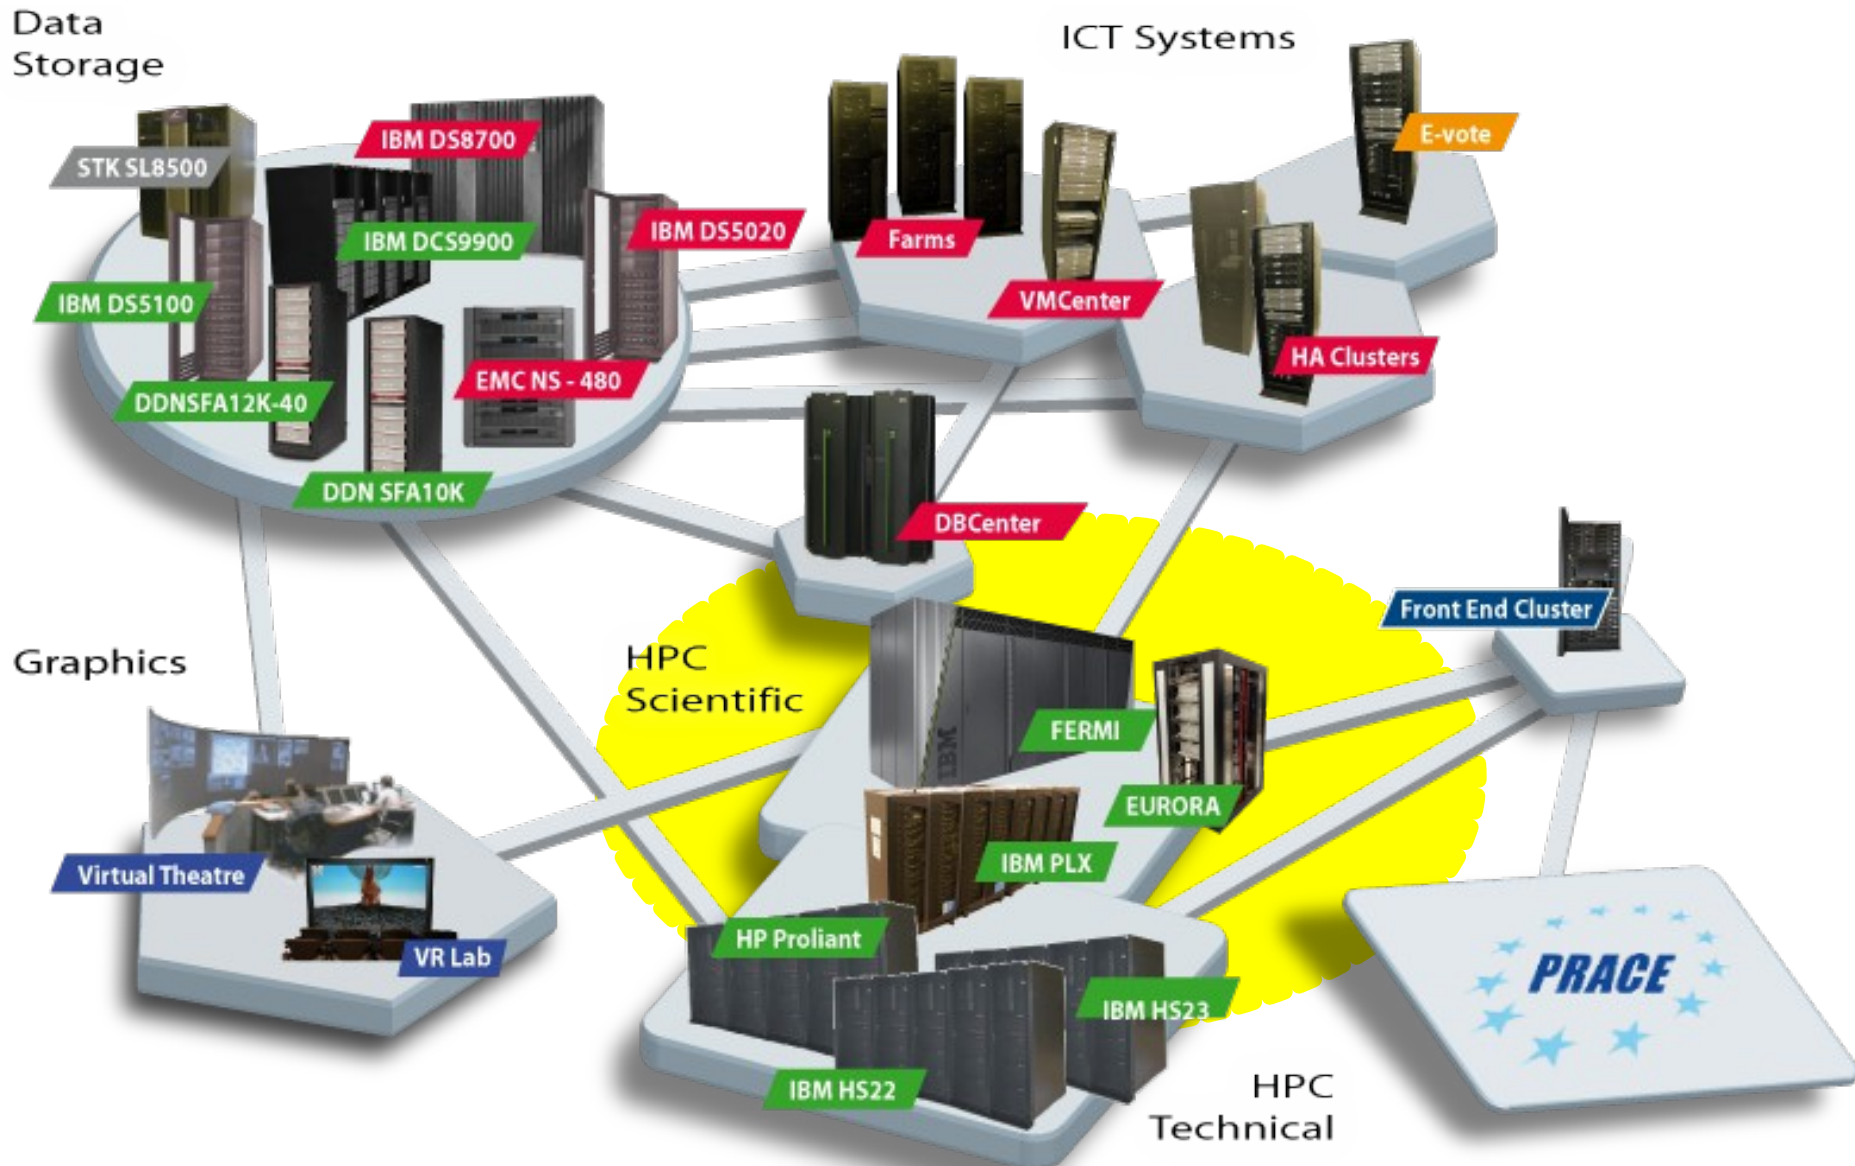 Data
Storage
ICT Systems
STK SL8500
IBM DS8700
E-vote
IBM DCS9900
IBM DS5020
Farms
IBM DS5100
VMCenter
HA Clusters
DDNSFA12K-40
EMC NS - 480
DDN SFA10K
DBCenter
Front End Cluster
Graphics
HPC
Scientific
FERMI
IBM
EURORA
Virtual Theatre
IBM PLX
HP Proliant
VR Lab
PRACE
IBM HS23
IBM HS22
HPC
Technical